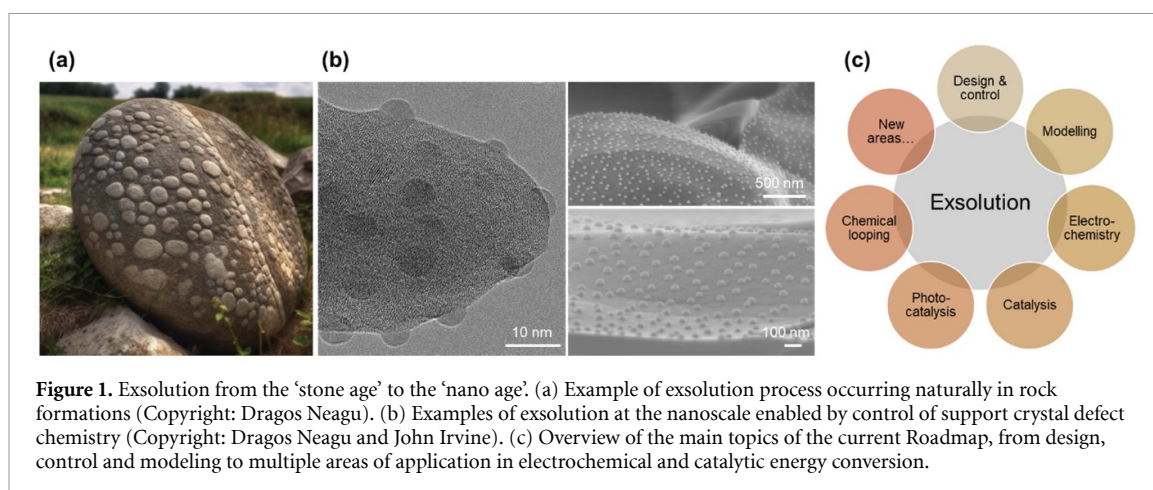 (a)
(b)
(c)
500 nm
10 nm
100 nm
Design &
control
New
areas...
Modelling
Exsolution
Chemical
looping
Electro-
chemistry
Photo-
catalysis
Catalysis
Figure 1. Exsolution from the ‘stone age’ to the ‘nano age’. (a) Example of exsolution process occurring naturally in rock
formations (Copyright: Dragos Neagu). (b) Examples of exsolution at the nanoscale enabled by control of support crystal defect
chemistry (Copyright: Dragos Neagu and John Irvine). (c) Overview of the main topics of the current Roadmap, from design,
control and modeling to multiple areas of application in electrochemical and catalytic energy conversion.